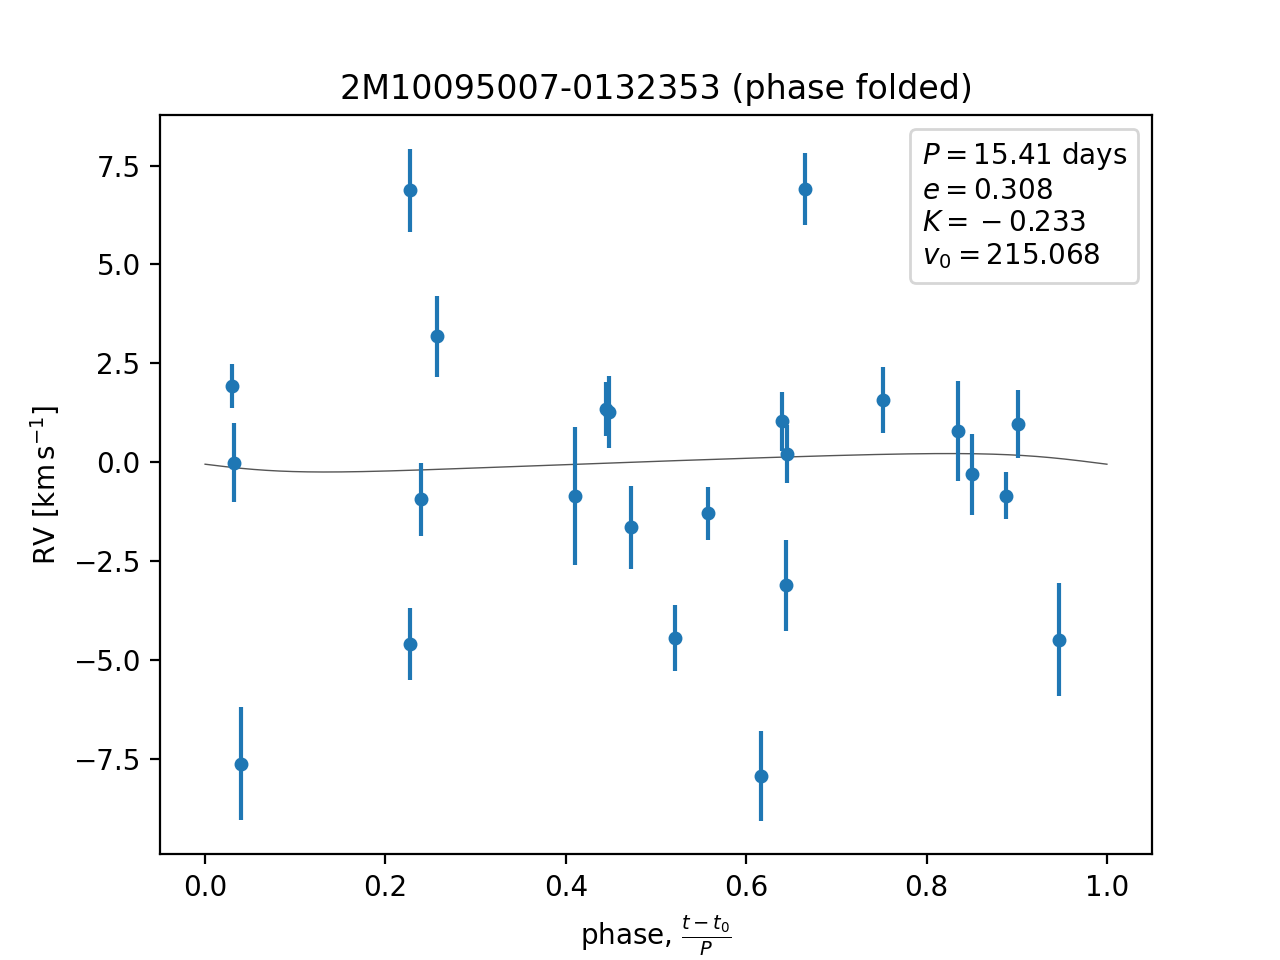 2M10095007-0132353 (phase folded)
P = 15.41 days
e = 0.308
K = −0.233
v₀ = 215.068
7.5
5.0
2.5
0.0
−2.5
−5.0
−7.5
RV [km s⁻¹]
0.0 0.2 0.4 0.6 0.8 1.0
phase, (t − t₀)/P